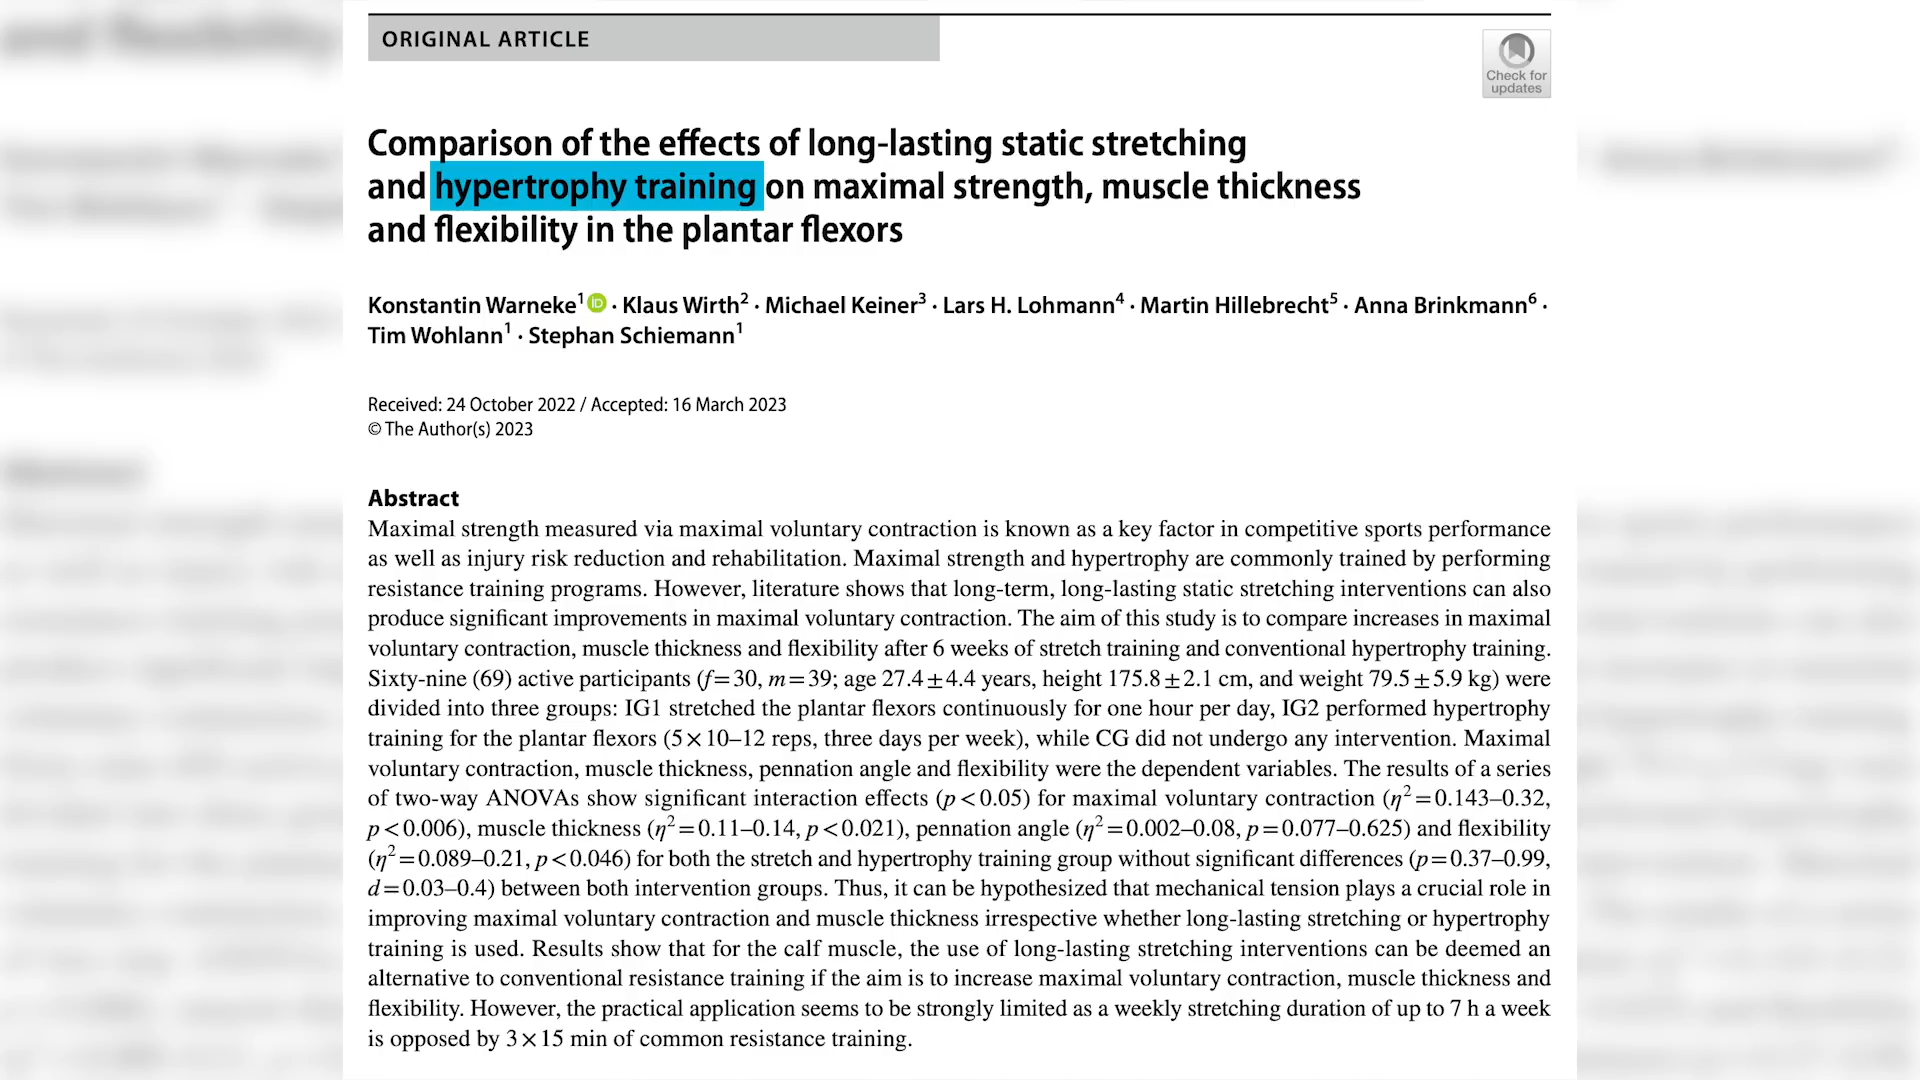 ORIGINAL ARTICLE
Check for
updates
Comparison of the effects of long-lasting static stretching
and hypertrophy training on maximal strength, muscle thickness
and flexibility in the plantar flexors
Konstantin Warneke¹ iD · Klaus Wirth² · Michael Keiner³ · Lars H. Lohmann⁴ · Martin Hillebrecht⁵ · Anna Brinkmann⁶ ·
Tim Wohlann¹ · Stephan Schiemann¹
Received: 24 October 2022 / Accepted: 16 March 2023
© The Author(s) 2023
Abstract
Maximal strength measured via maximal voluntary contraction is known as a key factor in competitive sports performance
as well as injury risk reduction and rehabilitation. Maximal strength and hypertrophy are commonly trained by performing
resistance training programs. However, literature shows that long-term, long-lasting static stretching interventions can also
produce significant improvements in maximal voluntary contraction. The aim of this study is to compare increases in maximal
voluntary contraction, muscle thickness and flexibility after 6 weeks of stretch training and conventional hypertrophy training.
Sixty-nine (69) active participants (f=30, m=39; age 27.4±4.4 years, height 175.8±2.1 cm, and weight 79.5±5.9 kg) were
divided into three groups: IG1 stretched the plantar flexors continuously for one hour per day, IG2 performed hypertrophy
training for the plantar flexors (5×10–12 reps, three days per week), while CG did not undergo any intervention. Maximal
voluntary contraction, muscle thickness, pennation angle and flexibility were the dependent variables. The results of a series
of two-way ANOVAs show significant interaction effects (p<0.05) for maximal voluntary contraction (η²=0.143–0.32,
p<0.006), muscle thickness (η²=0.11–0.14, p<0.021), pennation angle (η²=0.002–0.08, p=0.077–0.625) and flexibility
(η²=0.089–0.21, p<0.046) for both the stretch and hypertrophy training group without significant differences (p=0.37–0.99,
d=0.03–0.4) between both intervention groups. Thus, it can be hypothesized that mechanical tension plays a crucial role in
improving maximal voluntary contraction and muscle thickness irrespective whether long-lasting stretching or hypertrophy
training is used. Results show that for the calf muscle, the use of long-lasting stretching interventions can be deemed an
alternative to conventional resistance training if the aim is to increase maximal voluntary contraction, muscle thickness and
flexibility. However, the practical application seems to be strongly limited as a weekly stretching duration of up to 7 h a week
is opposed by 3×15 min of common resistance training.